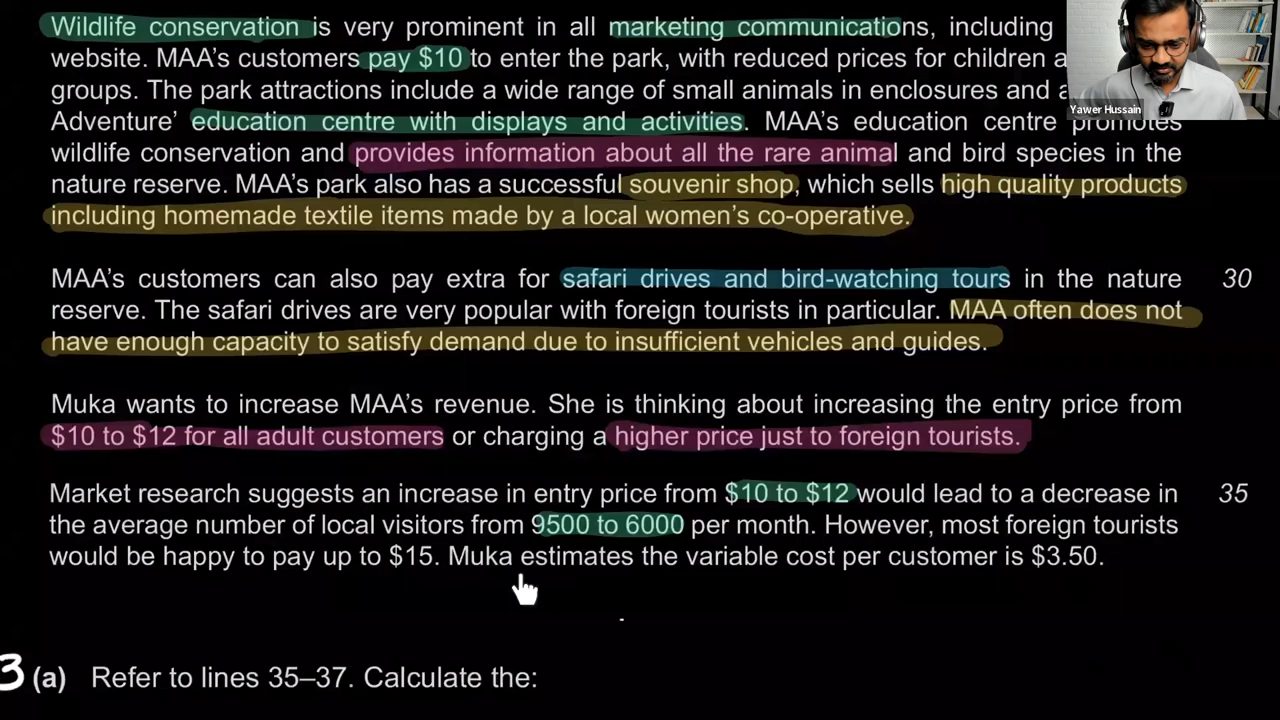 Wildlife conservation is very prominent in all marketing communications, including
website. MAA's customers pay $10 to enter the park, with reduced prices for children
groups. The park attractions include a wide range of small animals in enclosures and
Adventure' education centre with displays and activities. MAA's education centre promotes
wildlife conservation and provides information about all the rare animal and bird species in the
nature reserve. MAA's park also has a successful souvenir shop, which sells high quality products
including homemade textile items made by a local women's co-operative.
MAA's customers can also pay extra for safari drives and bird-watching tours in the nature 30
reserve. The safari drives are very popular with foreign tourists in particular. MAA often does not
have enough capacity to satisfy demand due to insufficient vehicles and guides.
Muka wants to increase MAA's revenue. She is thinking about increasing the entry price from
$10 to $12 for all adult customers or charging a higher price just to foreign tourists.
Market research suggests an increase in entry price from $10 to $12 would lead to a decrease in 35
the average number of local visitors from 9500 to 6000 per month. However, most foreign tourists
would be happy to pay up to $15. Muka estimates the variable cost per customer is $3.50.
3 (a) Refer to lines 35–37. Calculate the:
Yawer Hussain